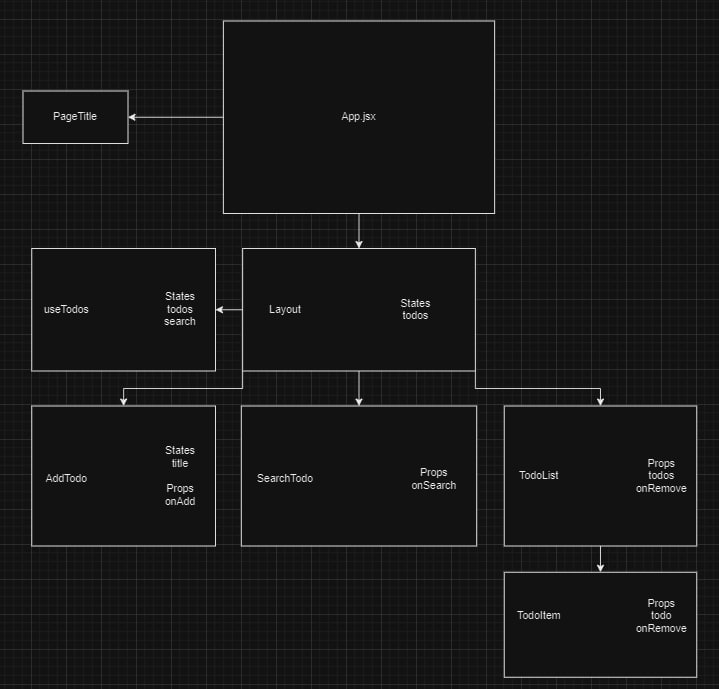 App.jsx
PageTitle
useTodos
States
todos
search
Layout
States
todos
AddTodo
States
title
Props
onAdd
SearchTodo
Props
onSearch
TodoList
Props
todos
onRemove
TodoItem
Props
todo
onRemove